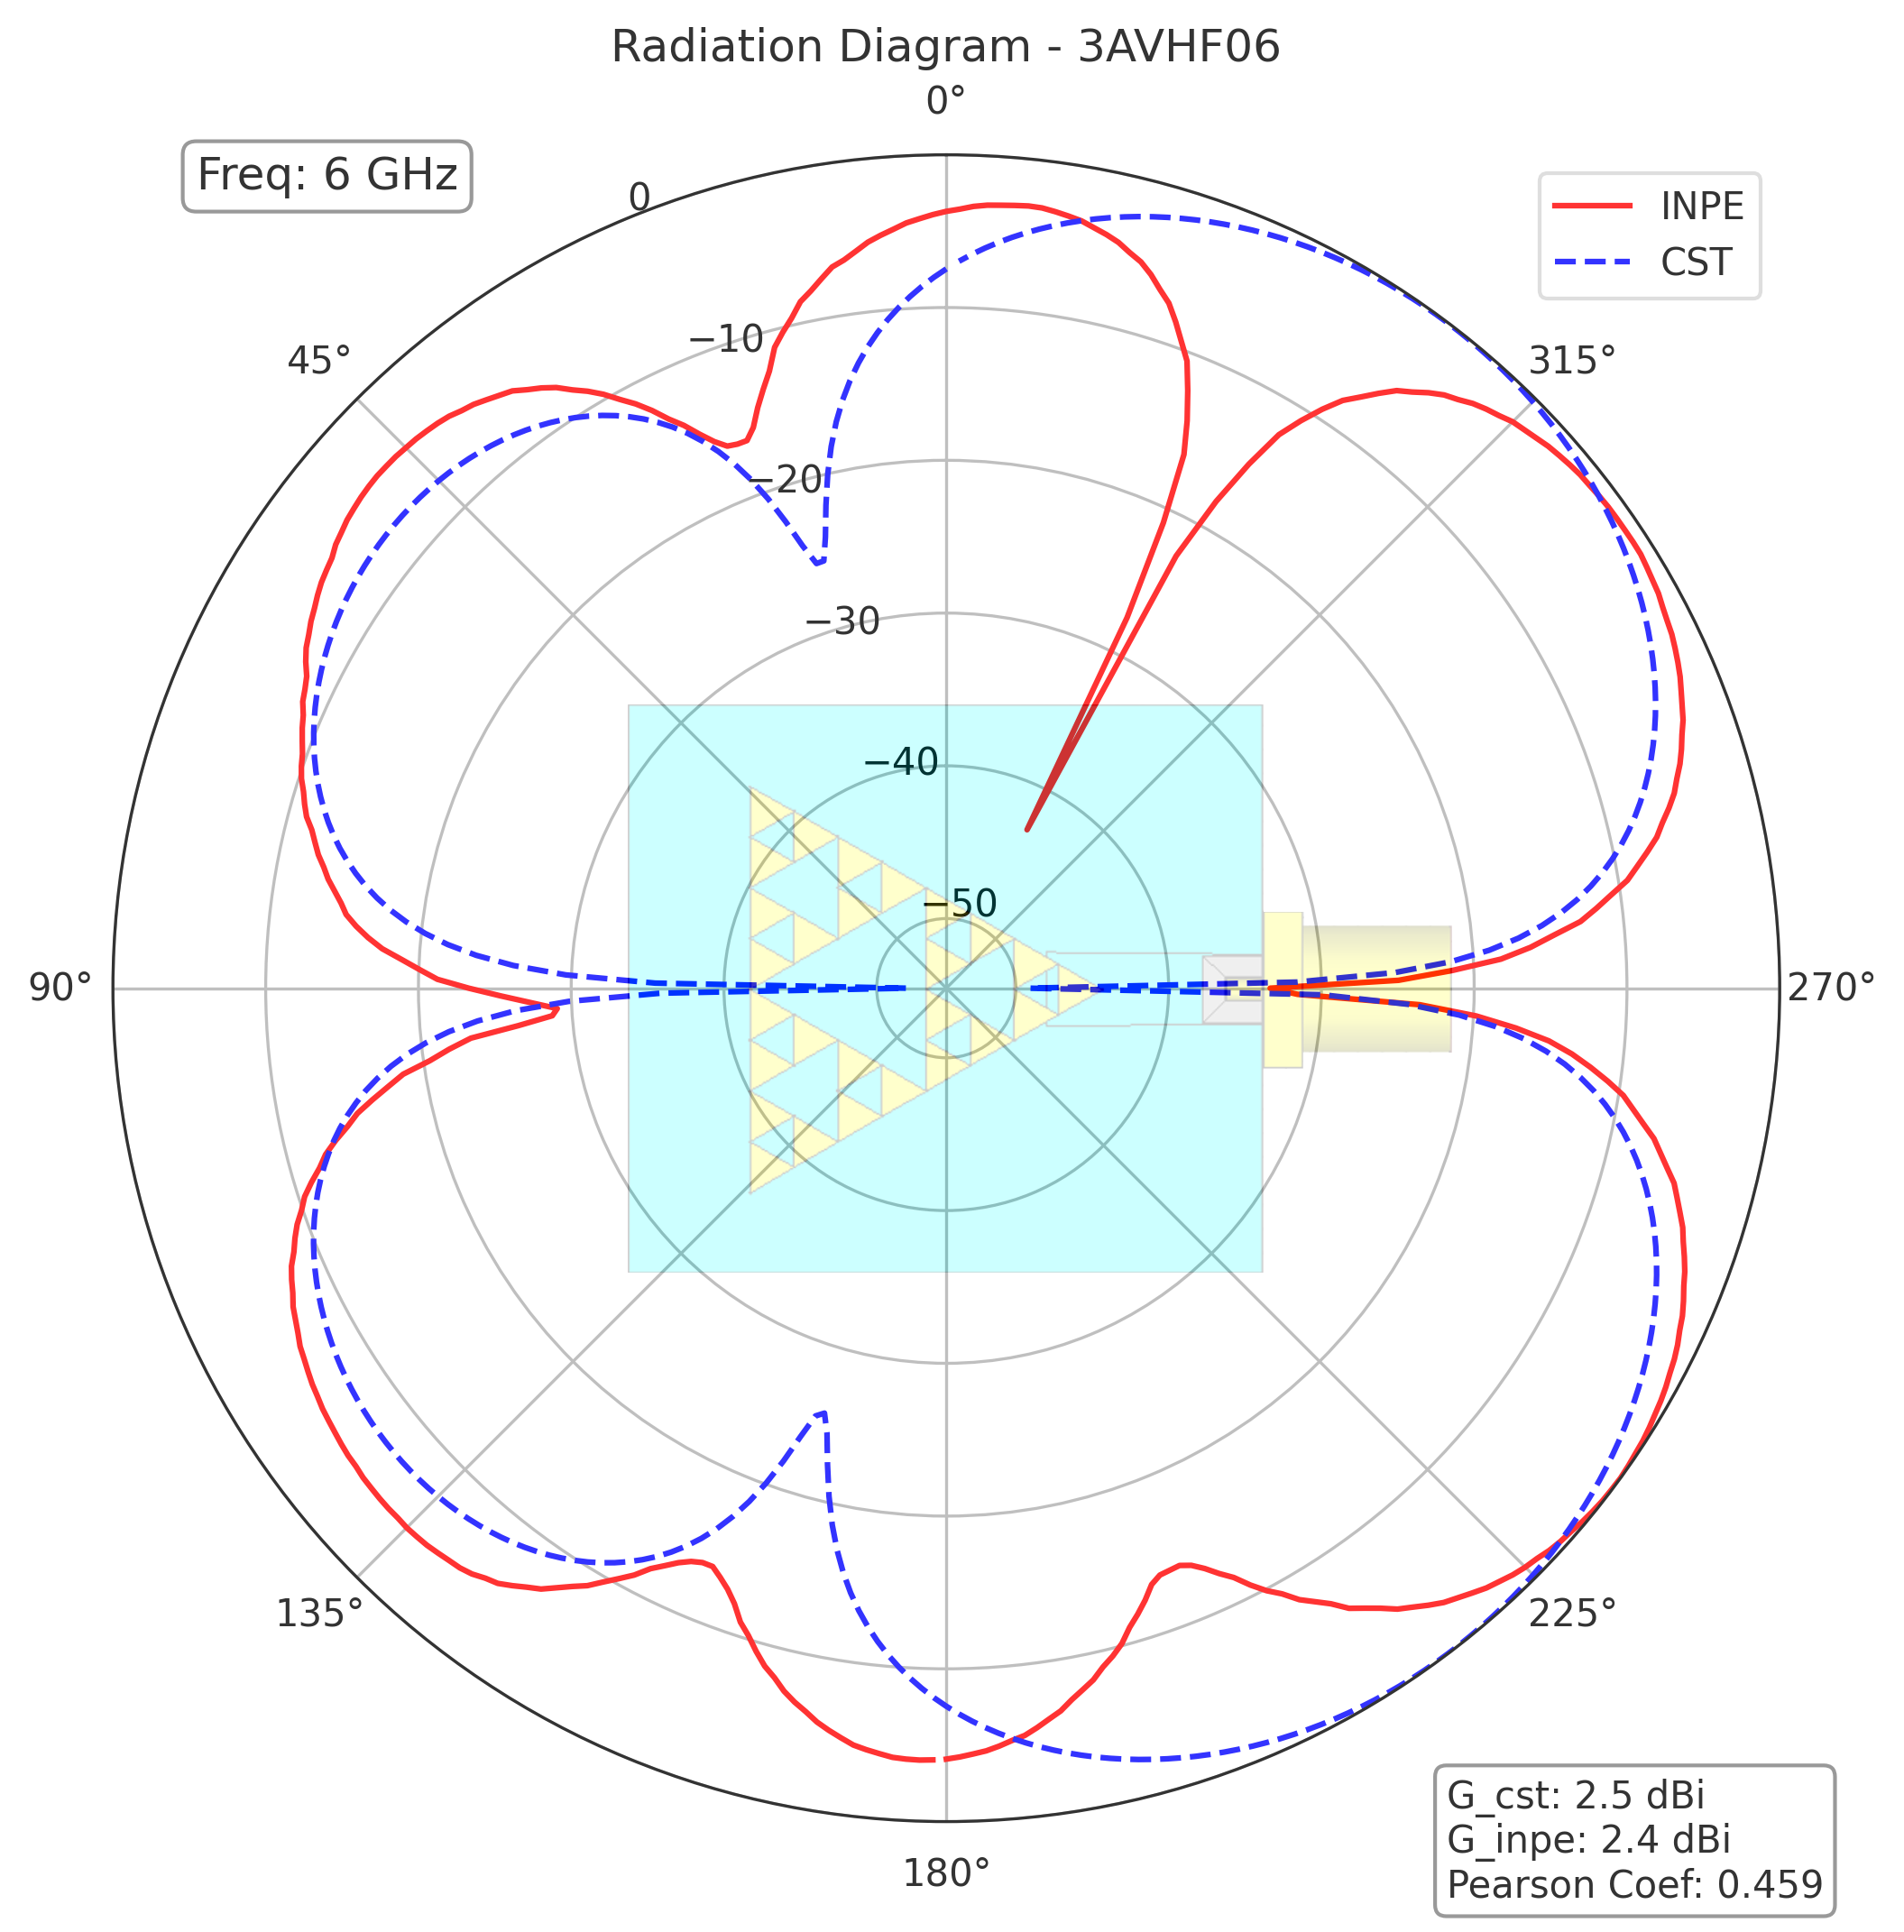 Radiation Diagram - 3AVHF06
0°
Freq: 6 GHz
INPE
CST
0
−10
−20
−30
−40
−50
45°
315°
90°
270°
135°
225°
180°
G_cst: 2.5 dBi
G_inpe: 2.4 dBi
Pearson Coef: 0.459